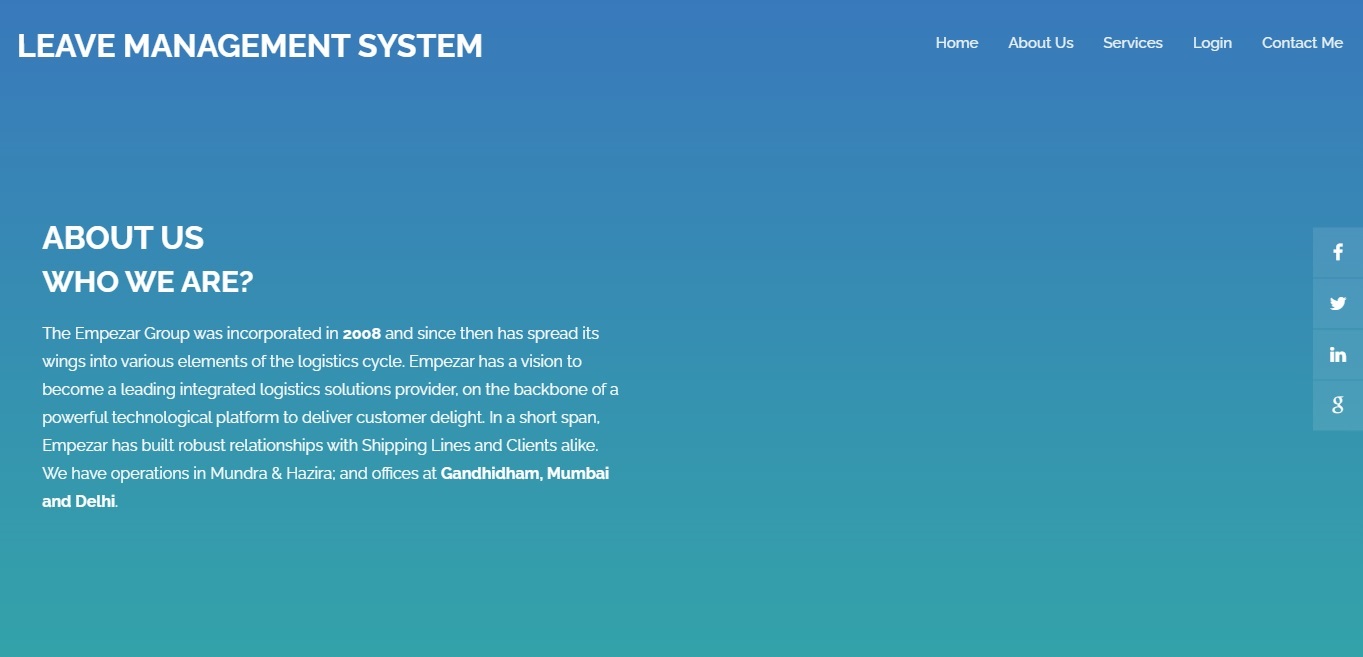 LEAVE MANAGEMENT SYSTEM
Home About Us Services Login Contact Me
ABOUT US
WHO WE ARE?
The Empezar Group was incorporated in 2008 and since then has spread its
wings into various elements of the logistics cycle. Empezar has a vision to
become a leading integrated logistics solutions provider, on the backbone of a
powerful technological platform to deliver customer delight. In a short span,
Empezar has built robust relationships with Shipping Lines and Clients alike.
We have operations in Mundra & Hazira; and offices at Gandhidham, Mumbai
and Delhi.